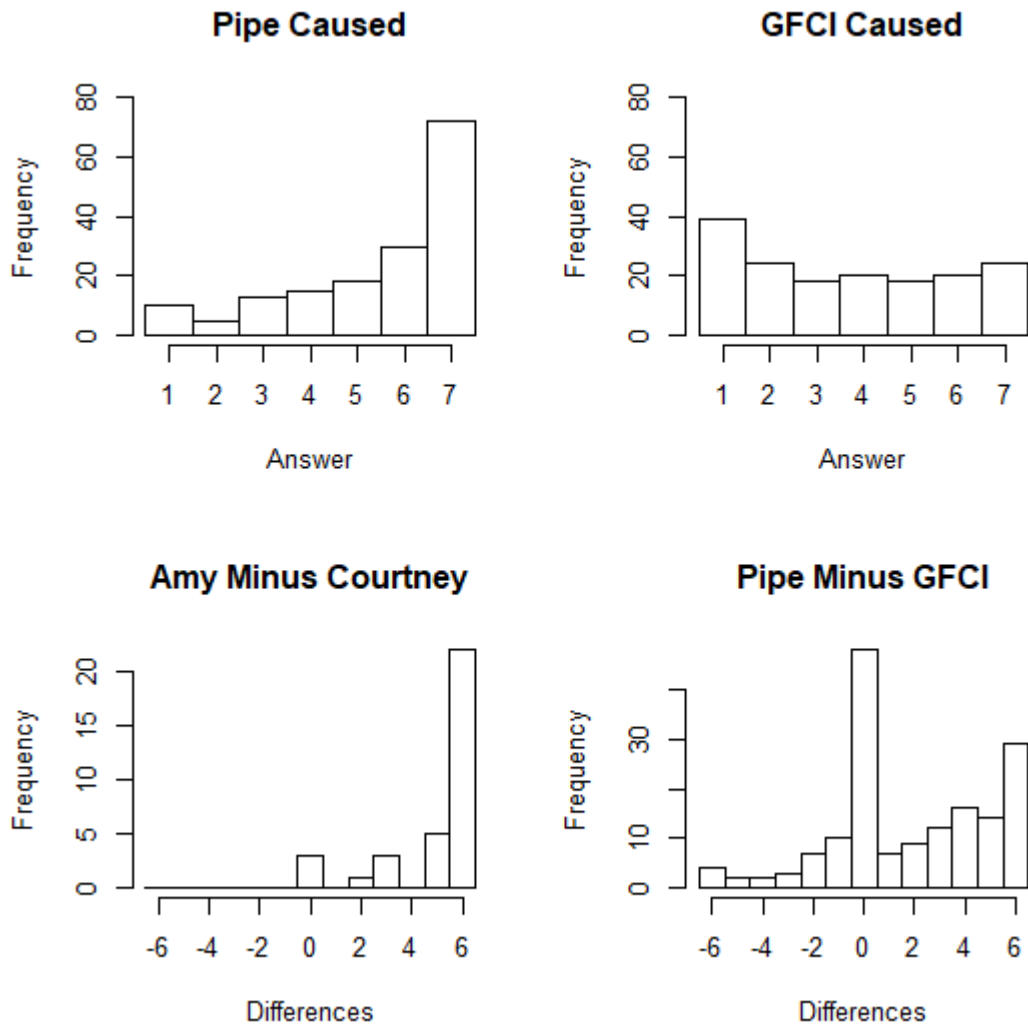 Pipe Caused
Frequency
0 20 40 60 80
1 2 3 4 5 6 7
Answer
GFCI Caused
Frequency
0 20 40 60 80
1 2 3 4 5 6 7
Answer
Amy Minus Courtney
Frequency
0 5 10 15 20
-6 -4 -2 0 2 4 6
Differences
Pipe Minus GFCI
Frequency
0 10 30
-6 -4 -2 0 2 4 6
Differences